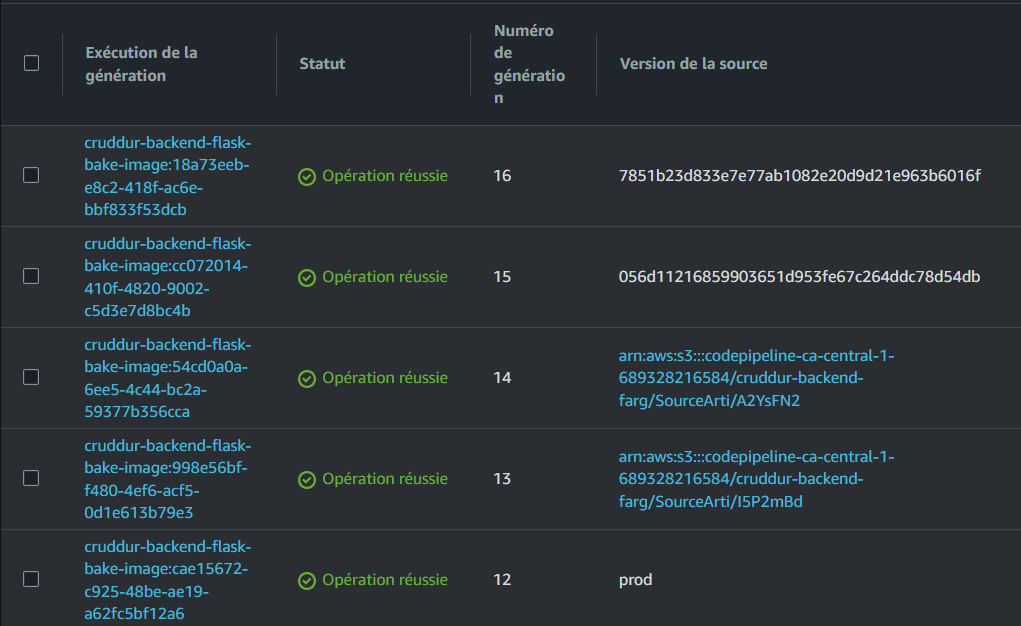 Exécution de la
génération
Statut
Numéro
de
génératio
n
Version de la source
cruddur-backend-flask-
bake-image:18a73eeb-
e8c2-418f-ac6e-
bbf833f53dcb
Opération réussie
16
7851b23d833e7e77ab1082e20d9d21e963b6016f
cruddur-backend-flask-
bake-image:cc072014-
410f-4820-9002-
c5d3e7d8bc4b
Opération réussie
15
056d11216859903651d953fe67c264ddc78d54db
cruddur-backend-flask-
bake-image:54cd0a0a-
6ee5-4c44-bc2a-
59377b356cca
Opération réussie
14
arn:aws:s3:::codepipeline-ca-central-1-
689328216584/cruddur-backend-
farg/SourceArti/A2YsFN2
cruddur-backend-flask-
bake-image:998e56bf-
f480-4ef6-acf5-
0d1e613b79e3
Opération réussie
13
arn:aws:s3:::codepipeline-ca-central-1-
689328216584/cruddur-backend-
farg/SourceArti/I5P2mBd
cruddur-backend-flask-
bake-image:cae15672-
c925-48be-ae19-
a62fc5bf12a6
Opération réussie
12
prod